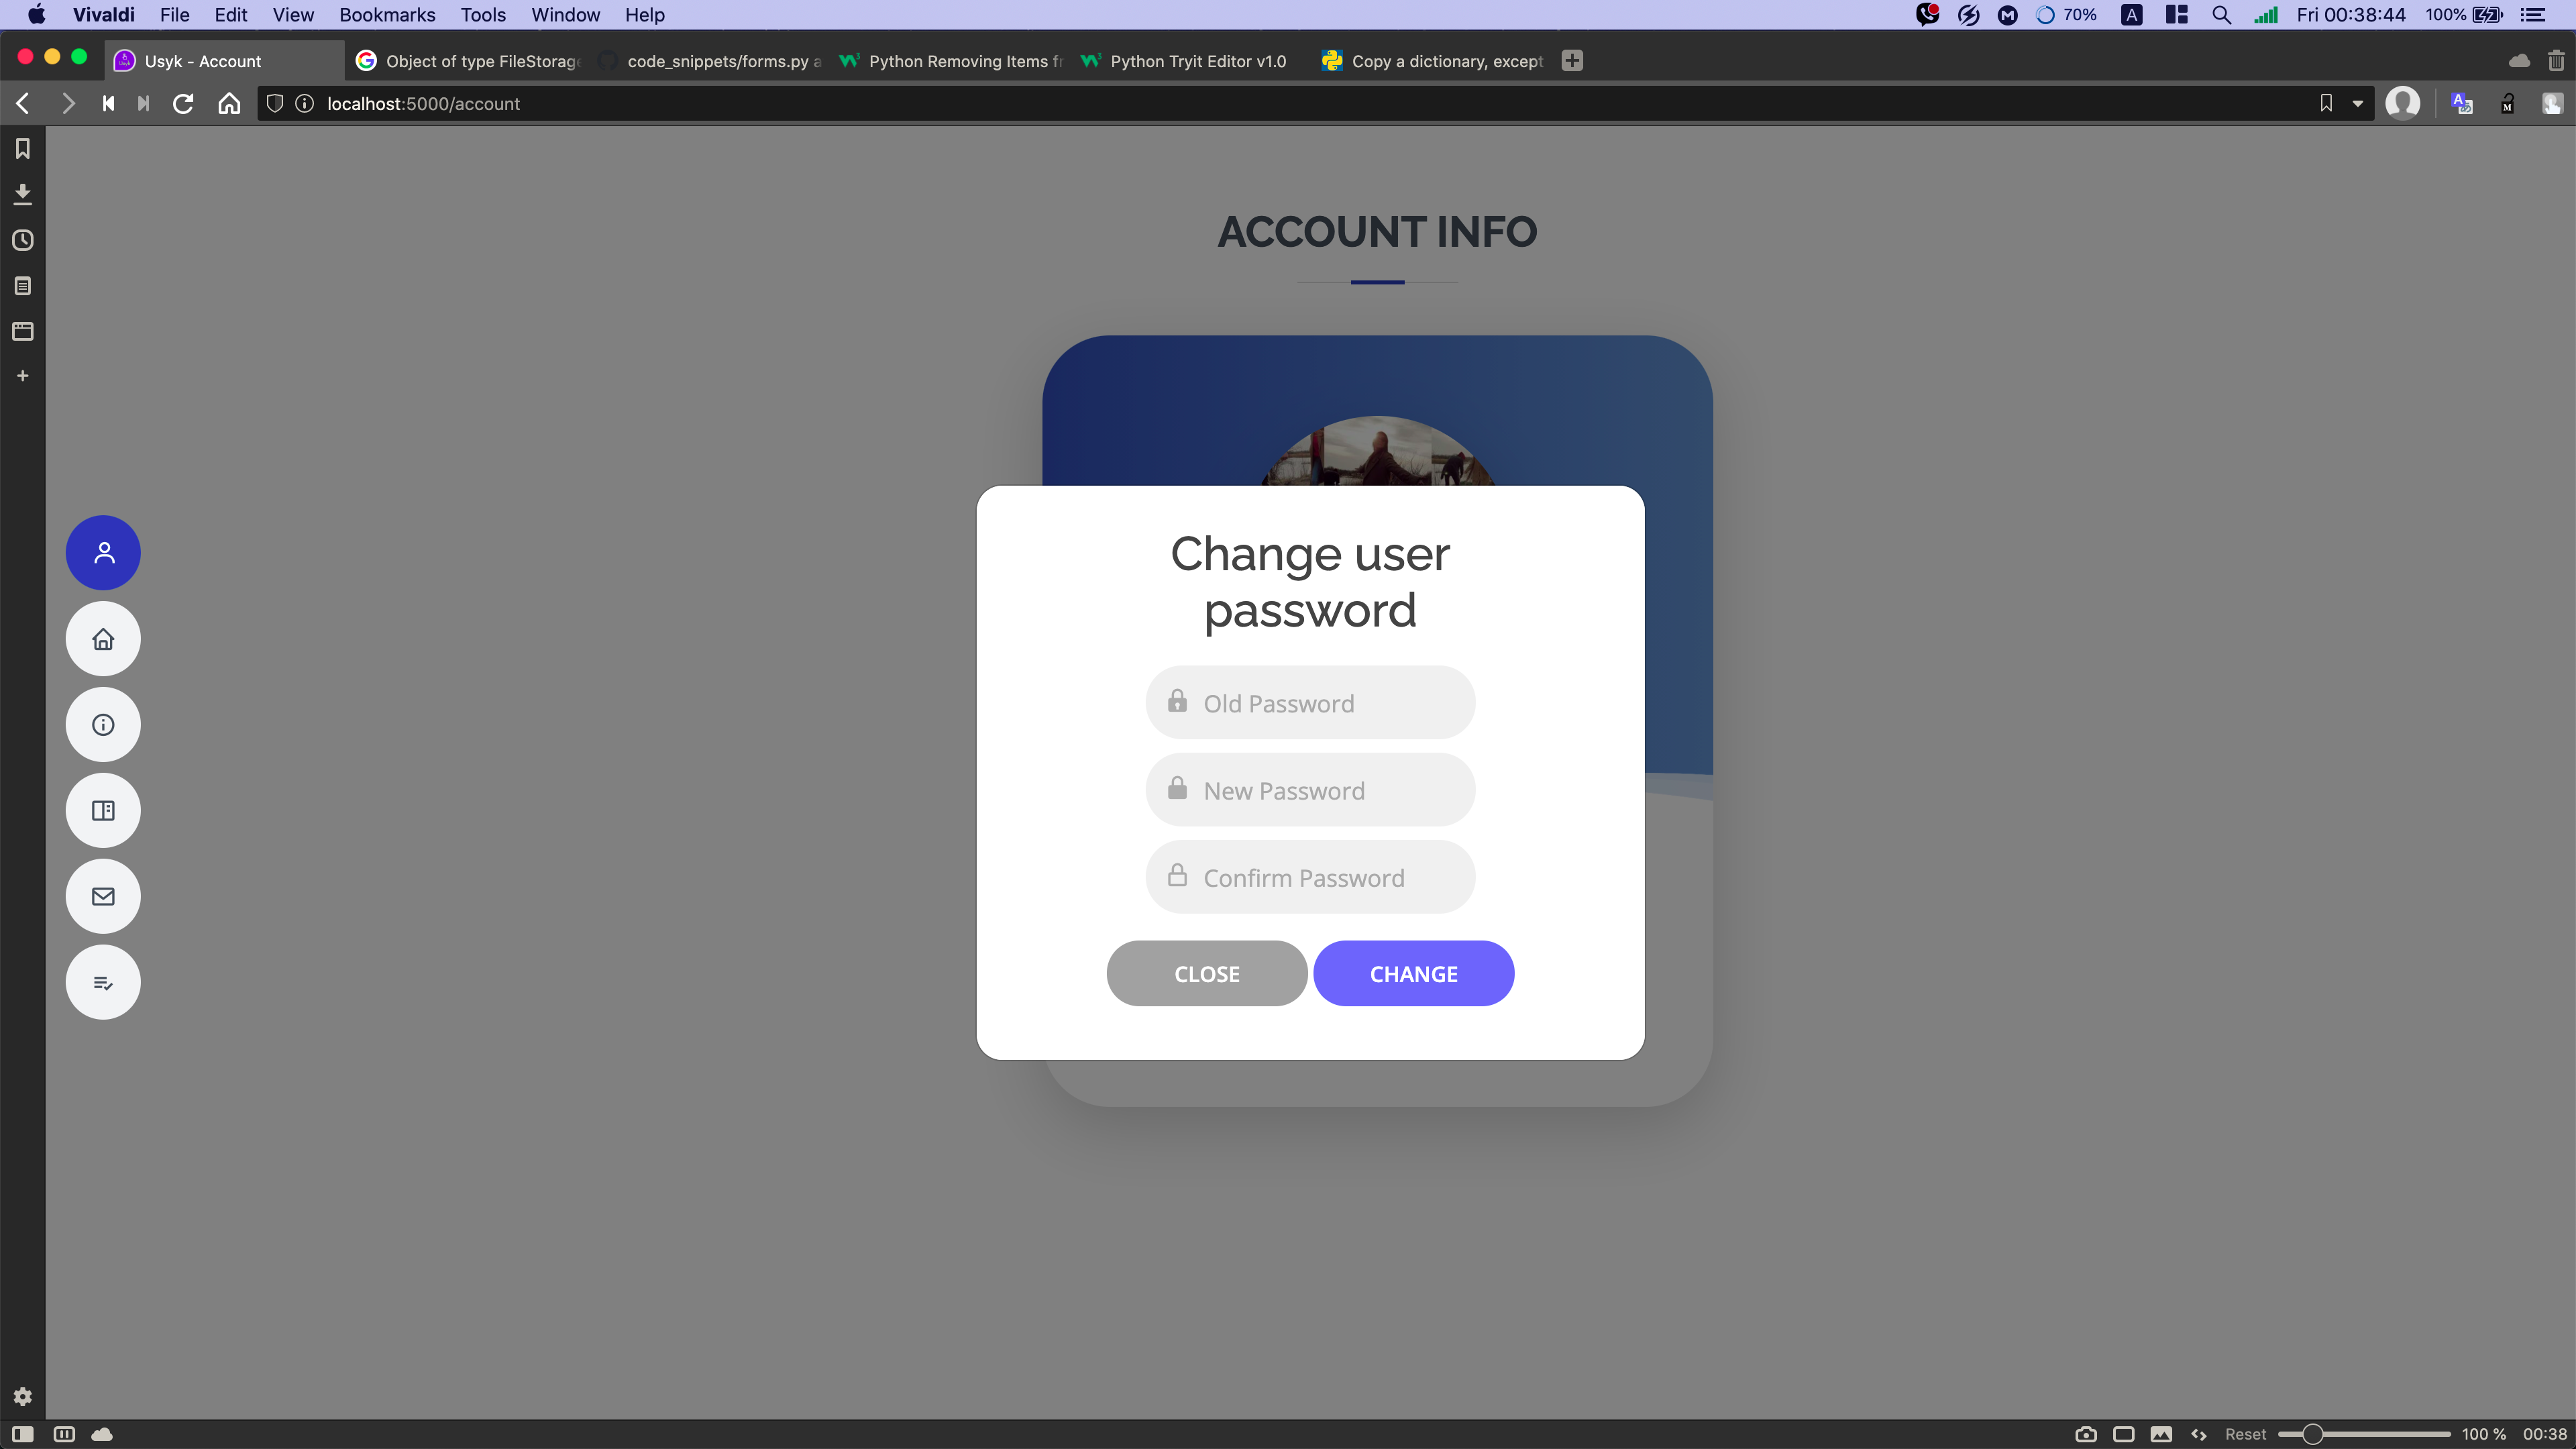 Vivaldi File Edit View Bookmarks Tools Window Help
70% A Fri 00:38:44 100%
Usyk - Account
Object of type FileStorage
code_snippets/forms.py a
Python Removing Items fr
Python Tryit Editor v1.0
Copy a dictionary, except
localhost:5000/account
ACCOUNT INFO
Change user
password
Old Password
New Password
Confirm Password
CLOSE CHANGE
Reset 100 % 00:38